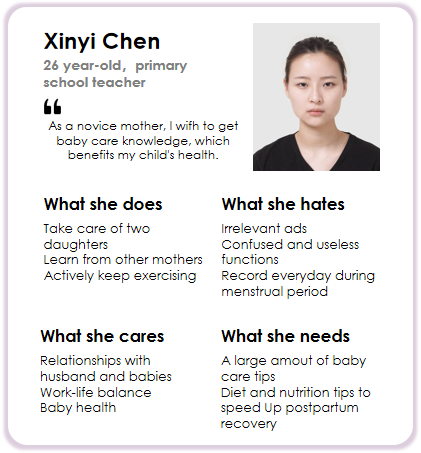 Xinyi Chen
26 year-old，primary
school teacher
“
As a novice mother, I wifh to get
baby care knowledge, which
benefits my child's health.
What she does
Take care of two
daughters
Learn from other mothers
Actively keep exercising
What she hates
Irrelevant ads
Confused and useless
functions
Record everyday during
menstrual period
What she cares
Relationships with
husband and babies
Work-life balance
Baby health
What she needs
A large amout of baby
care tips
Diet and nutrition tips to
speed Up postpartum
recovery